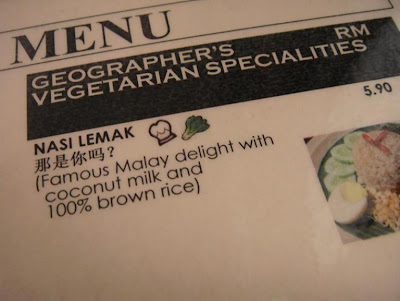 MENU
GEOGRAPHER'S RM
VEGETARIAN SPECIALITIES
5.90
NASI LEMAK
那是你吗?
(Famous Malay delight with
coconut milk and
100% brown rice)